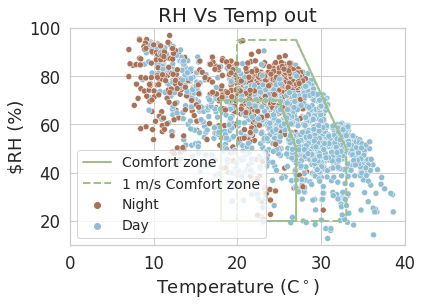 RH Vs Temp out
100
80
60
40
20
$RH (%)
Comfort zone
1 m/s Comfort zone
Night
Day
0
10
20
30
40
Temperature (C°)